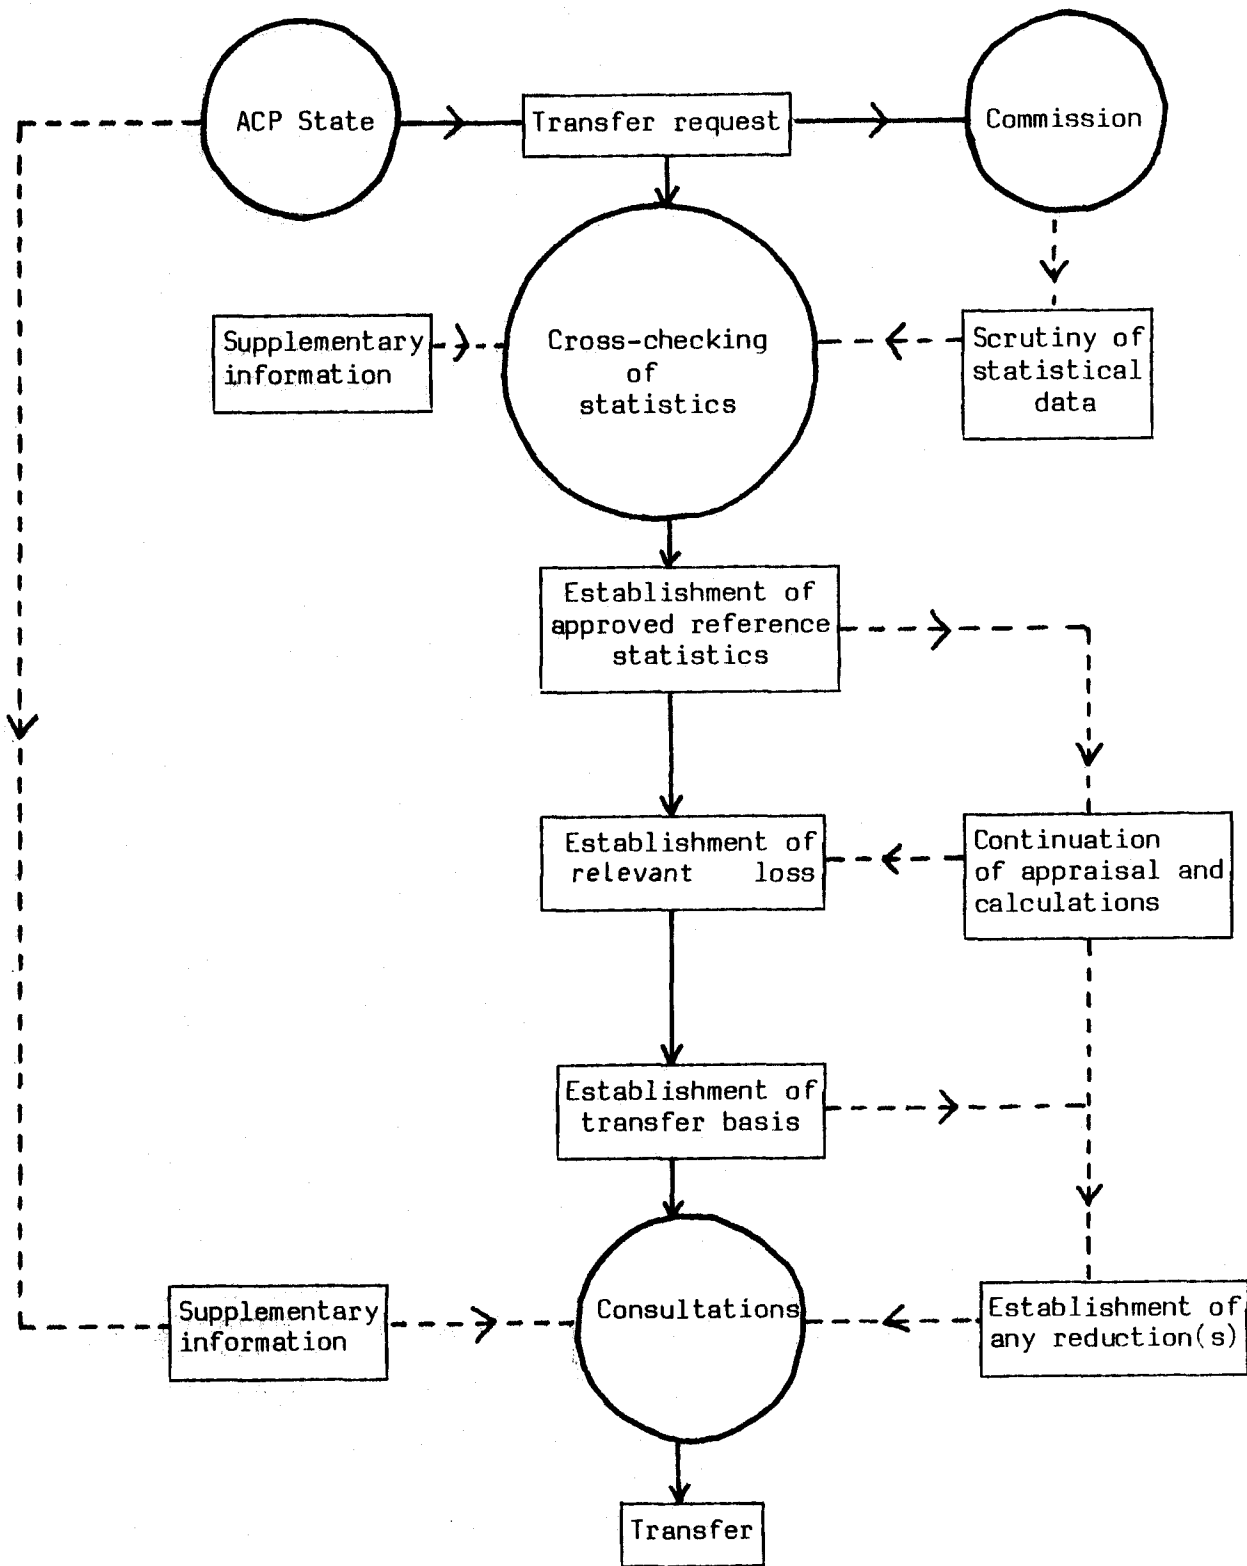 ACP State
Transfer request
Commission
Supplementary
information
Cross-checking
of
statistics
Scrutiny of
statistical
data
Establishment of
approved reference
statistics
Establishment of
relevant loss
Continuation
of appraisal and
calculations
Establishment of
transfer basis
Supplementary
information
Consultations
Establishment of
any reduction(s)
Transfer